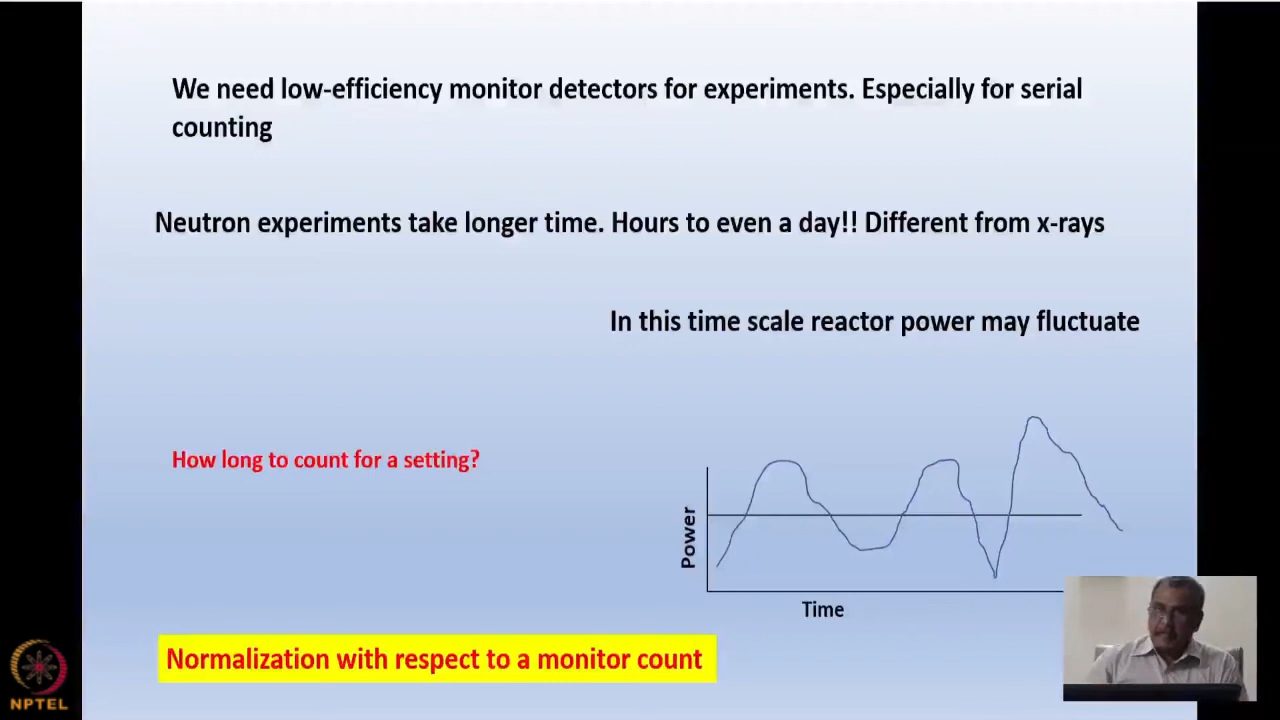 We need low-efficiency monitor detectors for experiments. Especially for serial
counting
Neutron experiments take longer time. Hours to even a day!! Different from x-rays
In this time scale reactor power may fluctuate
How long to count for a setting?
Power
Time
Normalization with respect to a monitor count
NPTEL